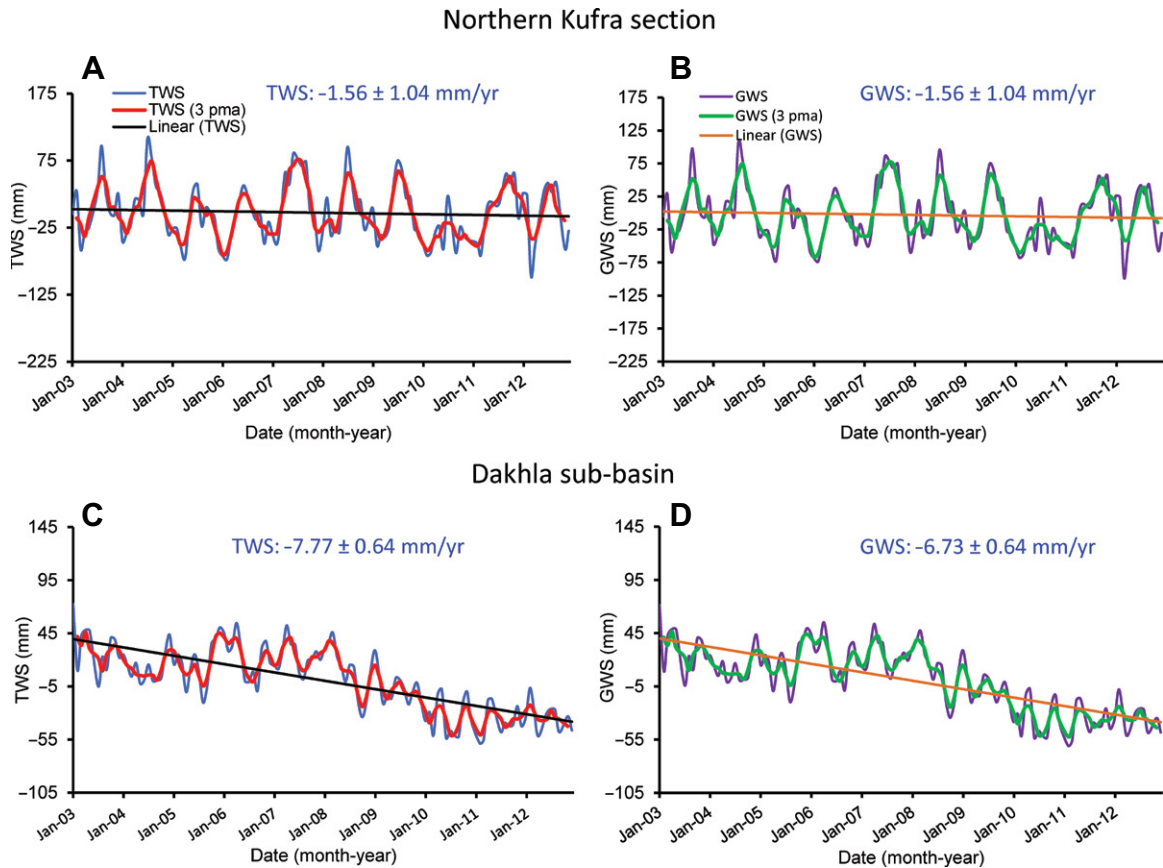 Northern Kufra section
A
TWS
TWS (3 pma)
Linear (TWS)
TWS: −1.56 ± 1.04 mm/yr
175
75
−25
−125
−225
TWS (mm)
Jan-03
Jan-04
Jan-05
Jan-06
Jan-07
Jan-08
Jan-09
Jan-10
Jan-11
Jan-12
Date (month-year)
B
GWS
GWS (3 pma)
Linear (GWS)
GWS: −1.56 ± 1.04 mm/yr
175
125
75
25
−25
−75
−125
−175
−225
GWS (mm)
Jan-03
Jan-04
Jan-05
Jan-06
Jan-07
Jan-08
Jan-09
Jan-10
Jan-11
Jan-12
Date (month-year)
Dakhla sub-basin
C
TWS: −7.77 ± 0.64 mm/yr
145
95
45
−5
−55
−105
TWS (mm)
Jan-03
Jan-04
Jan-05
Jan-06
Jan-07
Jan-08
Jan-09
Jan-10
Jan-11
Jan-12
Date (month-year)
D
GWS: −6.73 ± 0.64 mm/yr
145
95
45
−5
−55
−105
GWS (mm)
Jan-03
Jan-04
Jan-05
Jan-06
Jan-07
Jan-08
Jan-09
Jan-10
Jan-11
Jan-12
Date (month-year)